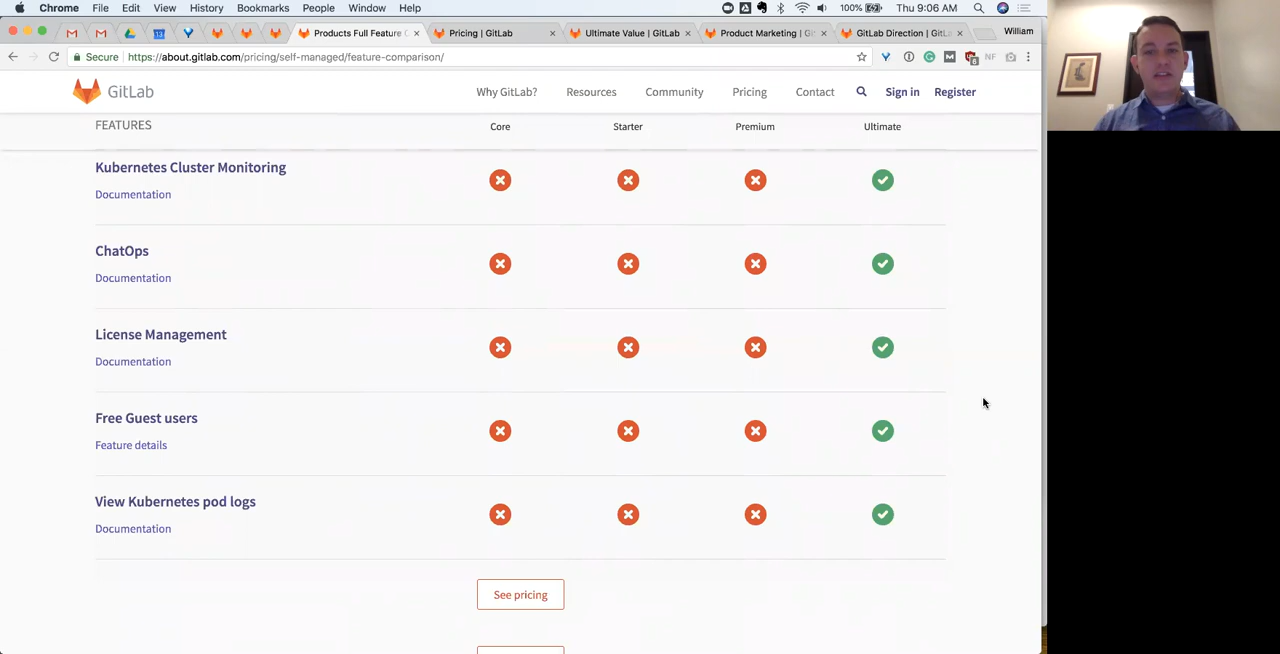 Chrome File Edit View History Bookmarks People Window Help 100% Thu 9:06 AM
Products Full Feature C Pricing | GitLab Ultimate Value | GitLab Product Marketing | G GitLab Direction | GitLa William
Secure https://about.gitlab.com/pricing/self-managed/feature-comparison/
GitLab Why GitLab? Resources Community Pricing Contact Sign in Register
FEATURES Core Starter Premium Ultimate
Kubernetes Cluster Monitoring
Documentation
ChatOps
Documentation
License Management
Documentation
Free Guest users
Feature details
View Kubernetes pod logs
Documentation
See pricing